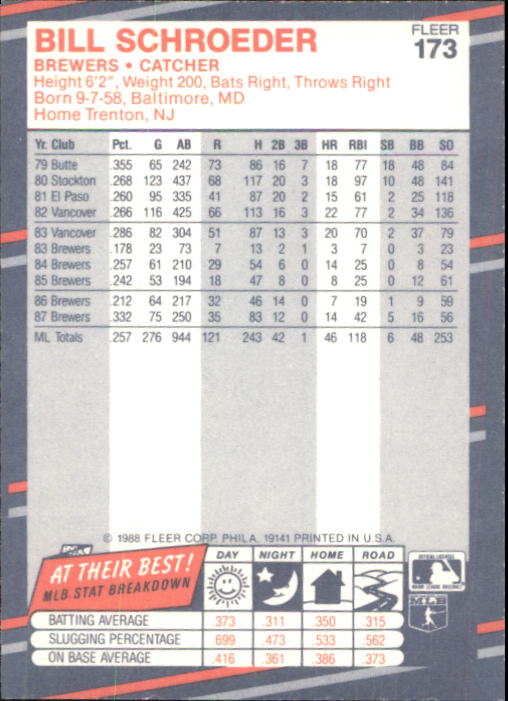 BILL SCHROEDER
FLEER
173
BREWERS • CATCHER
Height 6'2", Weight 200, Bats Right, Throws Right
Born 9-7-58, Baltimore, MD
Home Trenton, NJ
Yr. Club Pct. G AB R H 2B 3B HR RBI SB BB SO
79 Butte .355 65 242 73 86 16 7 18 77 18 48 84
80 Stockton .268 123 437 68 117 20 3 18 97 10 48 141
81 El Paso .260 95 335 41 87 20 2 15 61 2 25 118
82 Vancover .266 116 425 66 113 16 3 22 77 2 34 136
83 Vancover .286 82 304 51 87 13 3 20 70 2 37 79
83 Brewers .178 23 73 7 13 2 1 3 7 0 3 23
84 Brewers .257 61 210 29 54 6 0 14 25 0 8 54
85 Brewers .242 53 194 18 47 8 0 8 25 0 12 61
86 Brewers .212 64 217 32 46 14 0 7 19 1 9 59
87 Brewers .332 75 250 35 83 12 0 14 42 5 16 56
ML Totals .257 276 944 121 243 42 1 46 118 6 48 253
© 1988 FLEER CORP. PHILA. 19141 PRINTED IN U.S.A.
AT THEIR BEST!
MLB STAT BREAKDOWN
DAY NIGHT HOME ROAD
BATTING AVERAGE .373 .311 .350 .315
SLUGGING PERCENTAGE .699 .473 .533 .562
ON BASE AVERAGE .416 .361 .386 .373
OFFICIAL LICENSEE
MAJOR LEAGUE BASEBALL